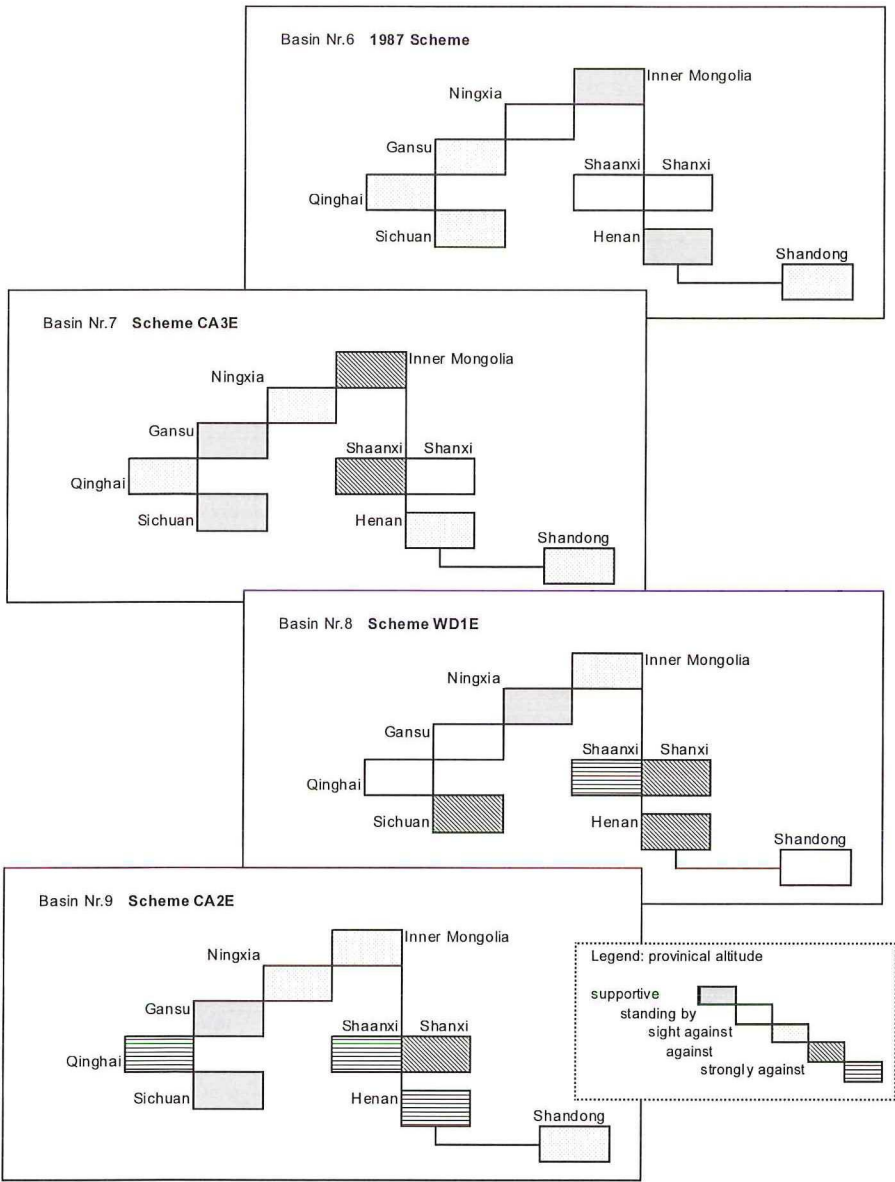 Basin Nr.6 1987 Scheme
Inner Mongolia
Ningxia
Gansu
Shaanxi Shanxi
Qinghai
Sichuan
Henan
Shandong
Basin Nr.7 Scheme CA3E
Inner Mongolia
Ningxia
Gansu
Shaanxi Shanxi
Qinghai
Sichuan
Henan
Shandong
Basin Nr.8 Scheme WD1E
Inner Mongolia
Ningxia
Gansu
Shaanxi Shanxi
Qinghai
Sichuan
Henan
Shandong
Basin Nr.9 Scheme CA2E
Inner Mongolia
Ningxia
Gansu
Shaanxi Shanxi
Qinghai
Sichuan
Henan
Shandong
Legend: provinical altitude
supportive
standing by
sight against
against
strongly against